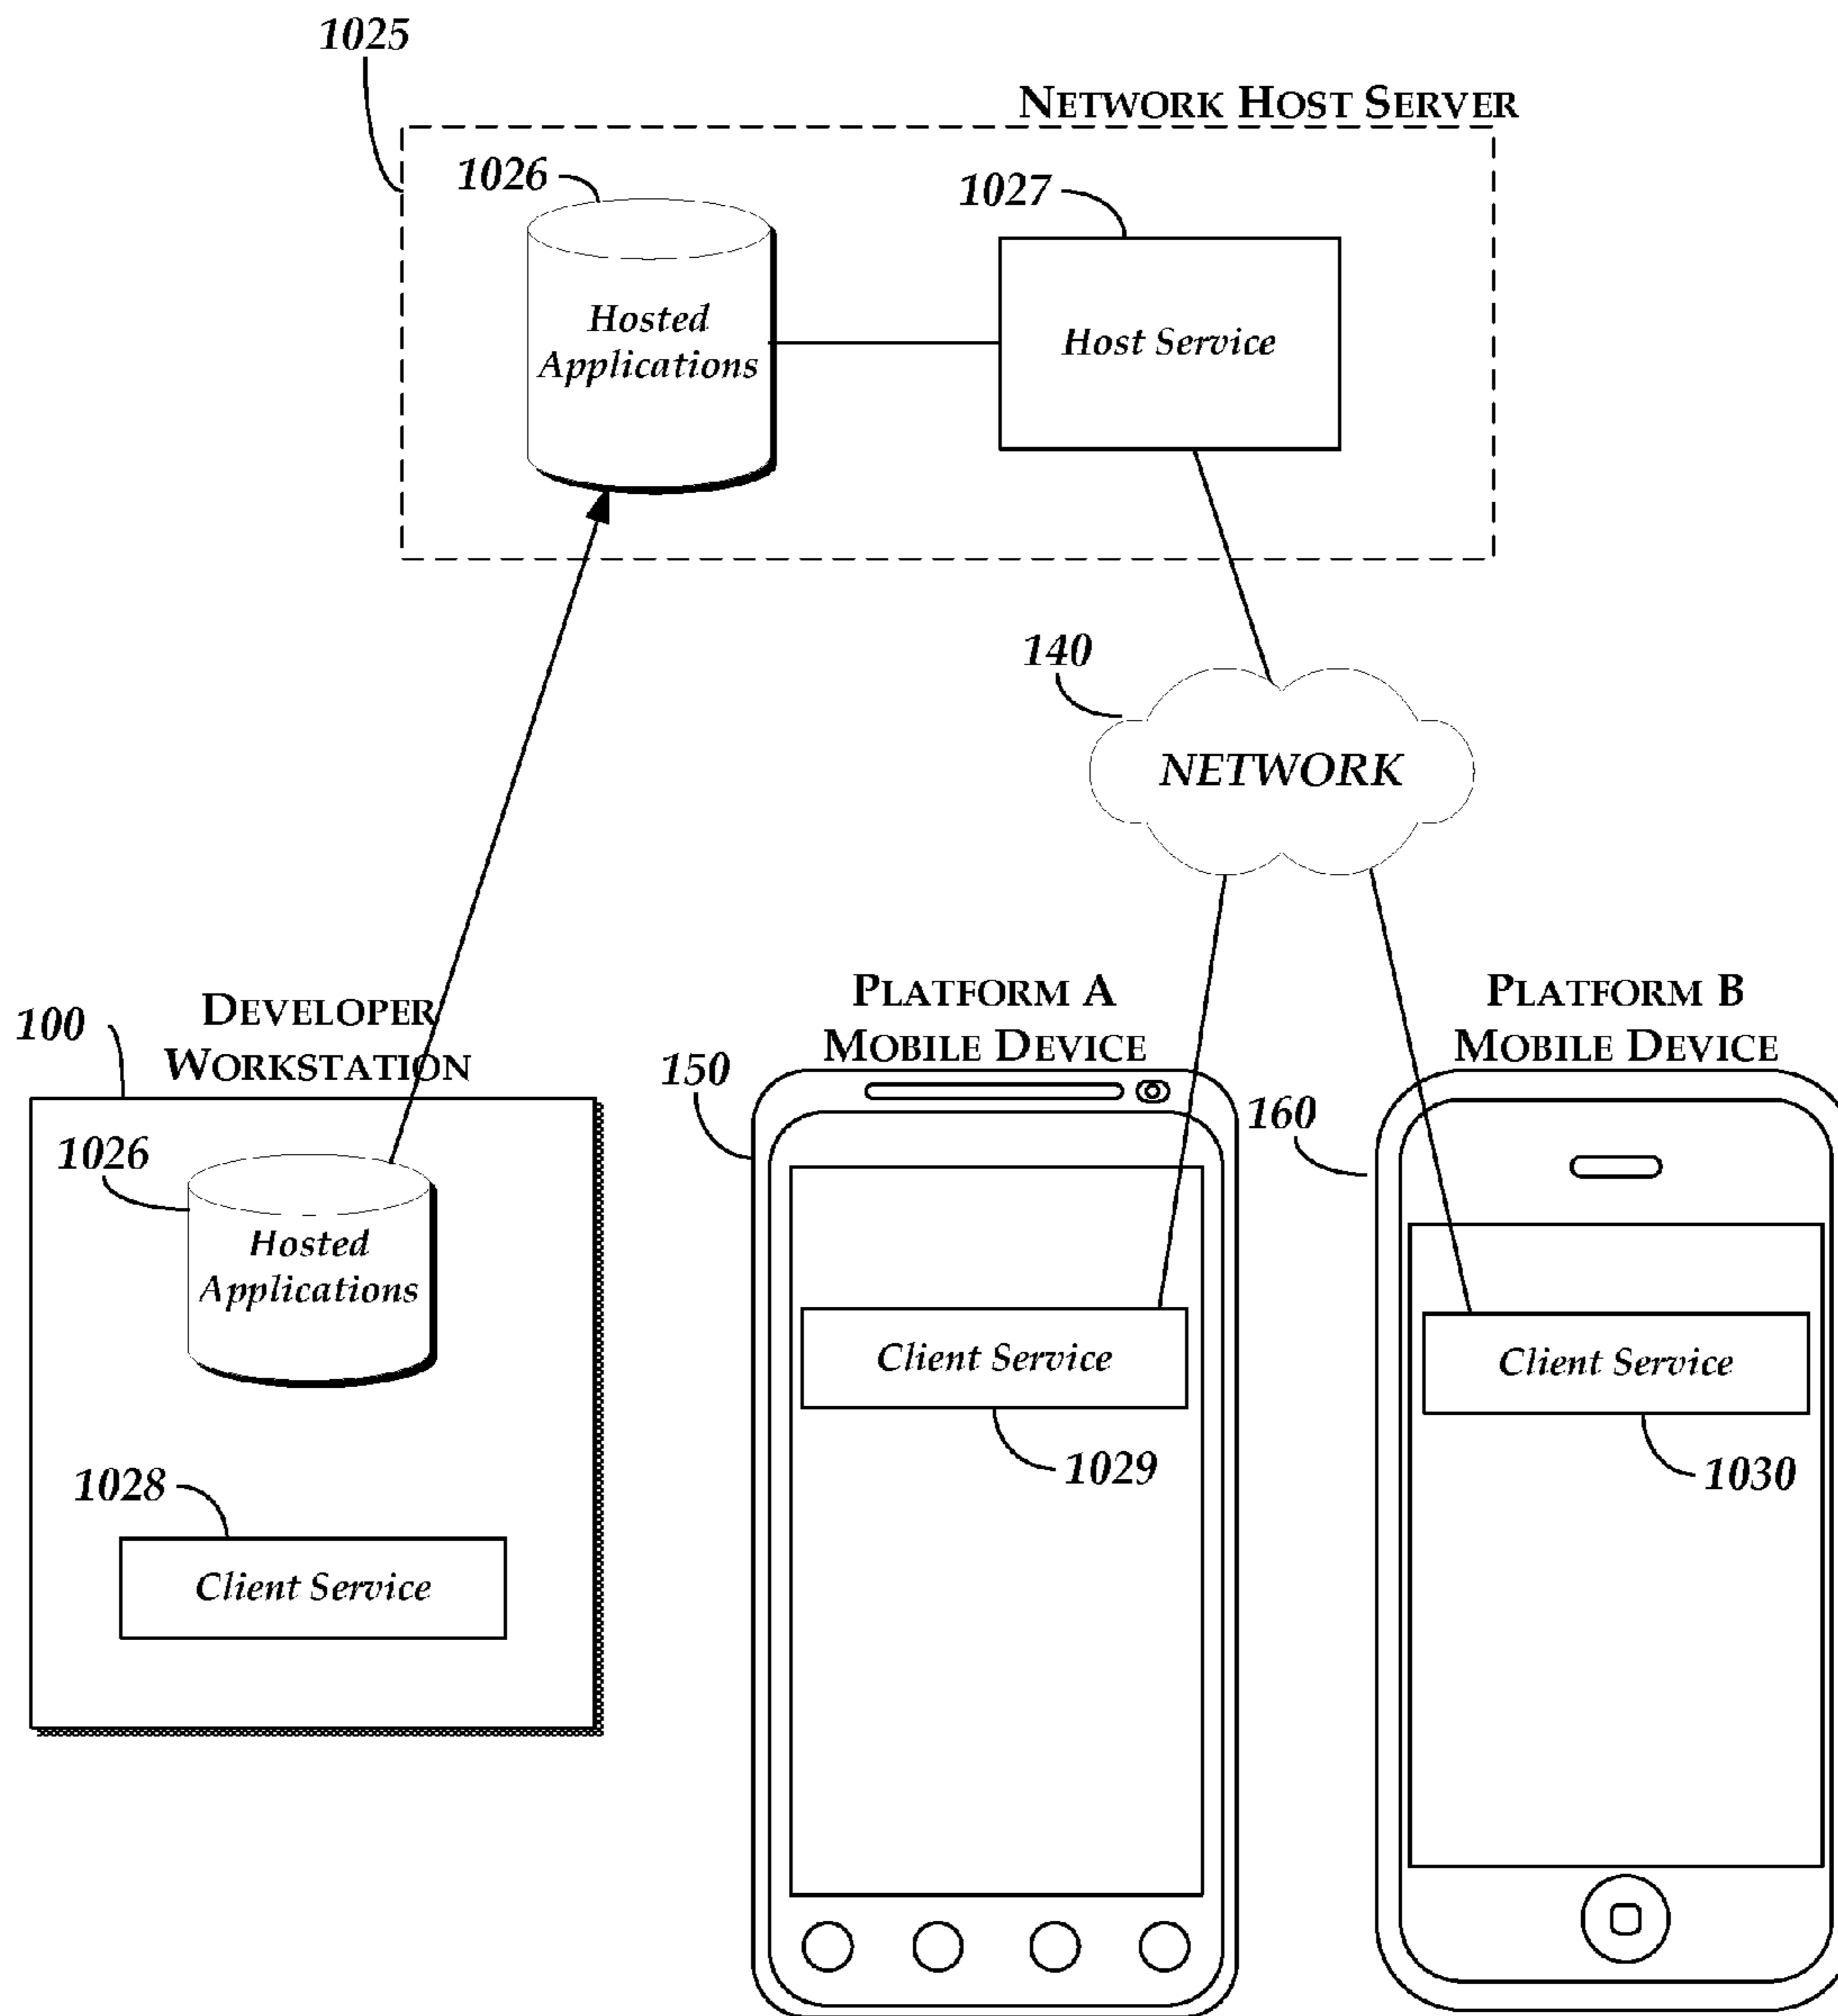 1025
NETWORK HOST SERVER
1026
1027
Hosted
Applications
Host Service
140
NETWORK
100
DEVELOPER
WORKSTATION
1026
Hosted
Applications
1028
Client Service
PLATFORM A
MOBILE DEVICE
150
Client Service
1029
PLATFORM B
MOBILE DEVICE
160
Client Service
1030